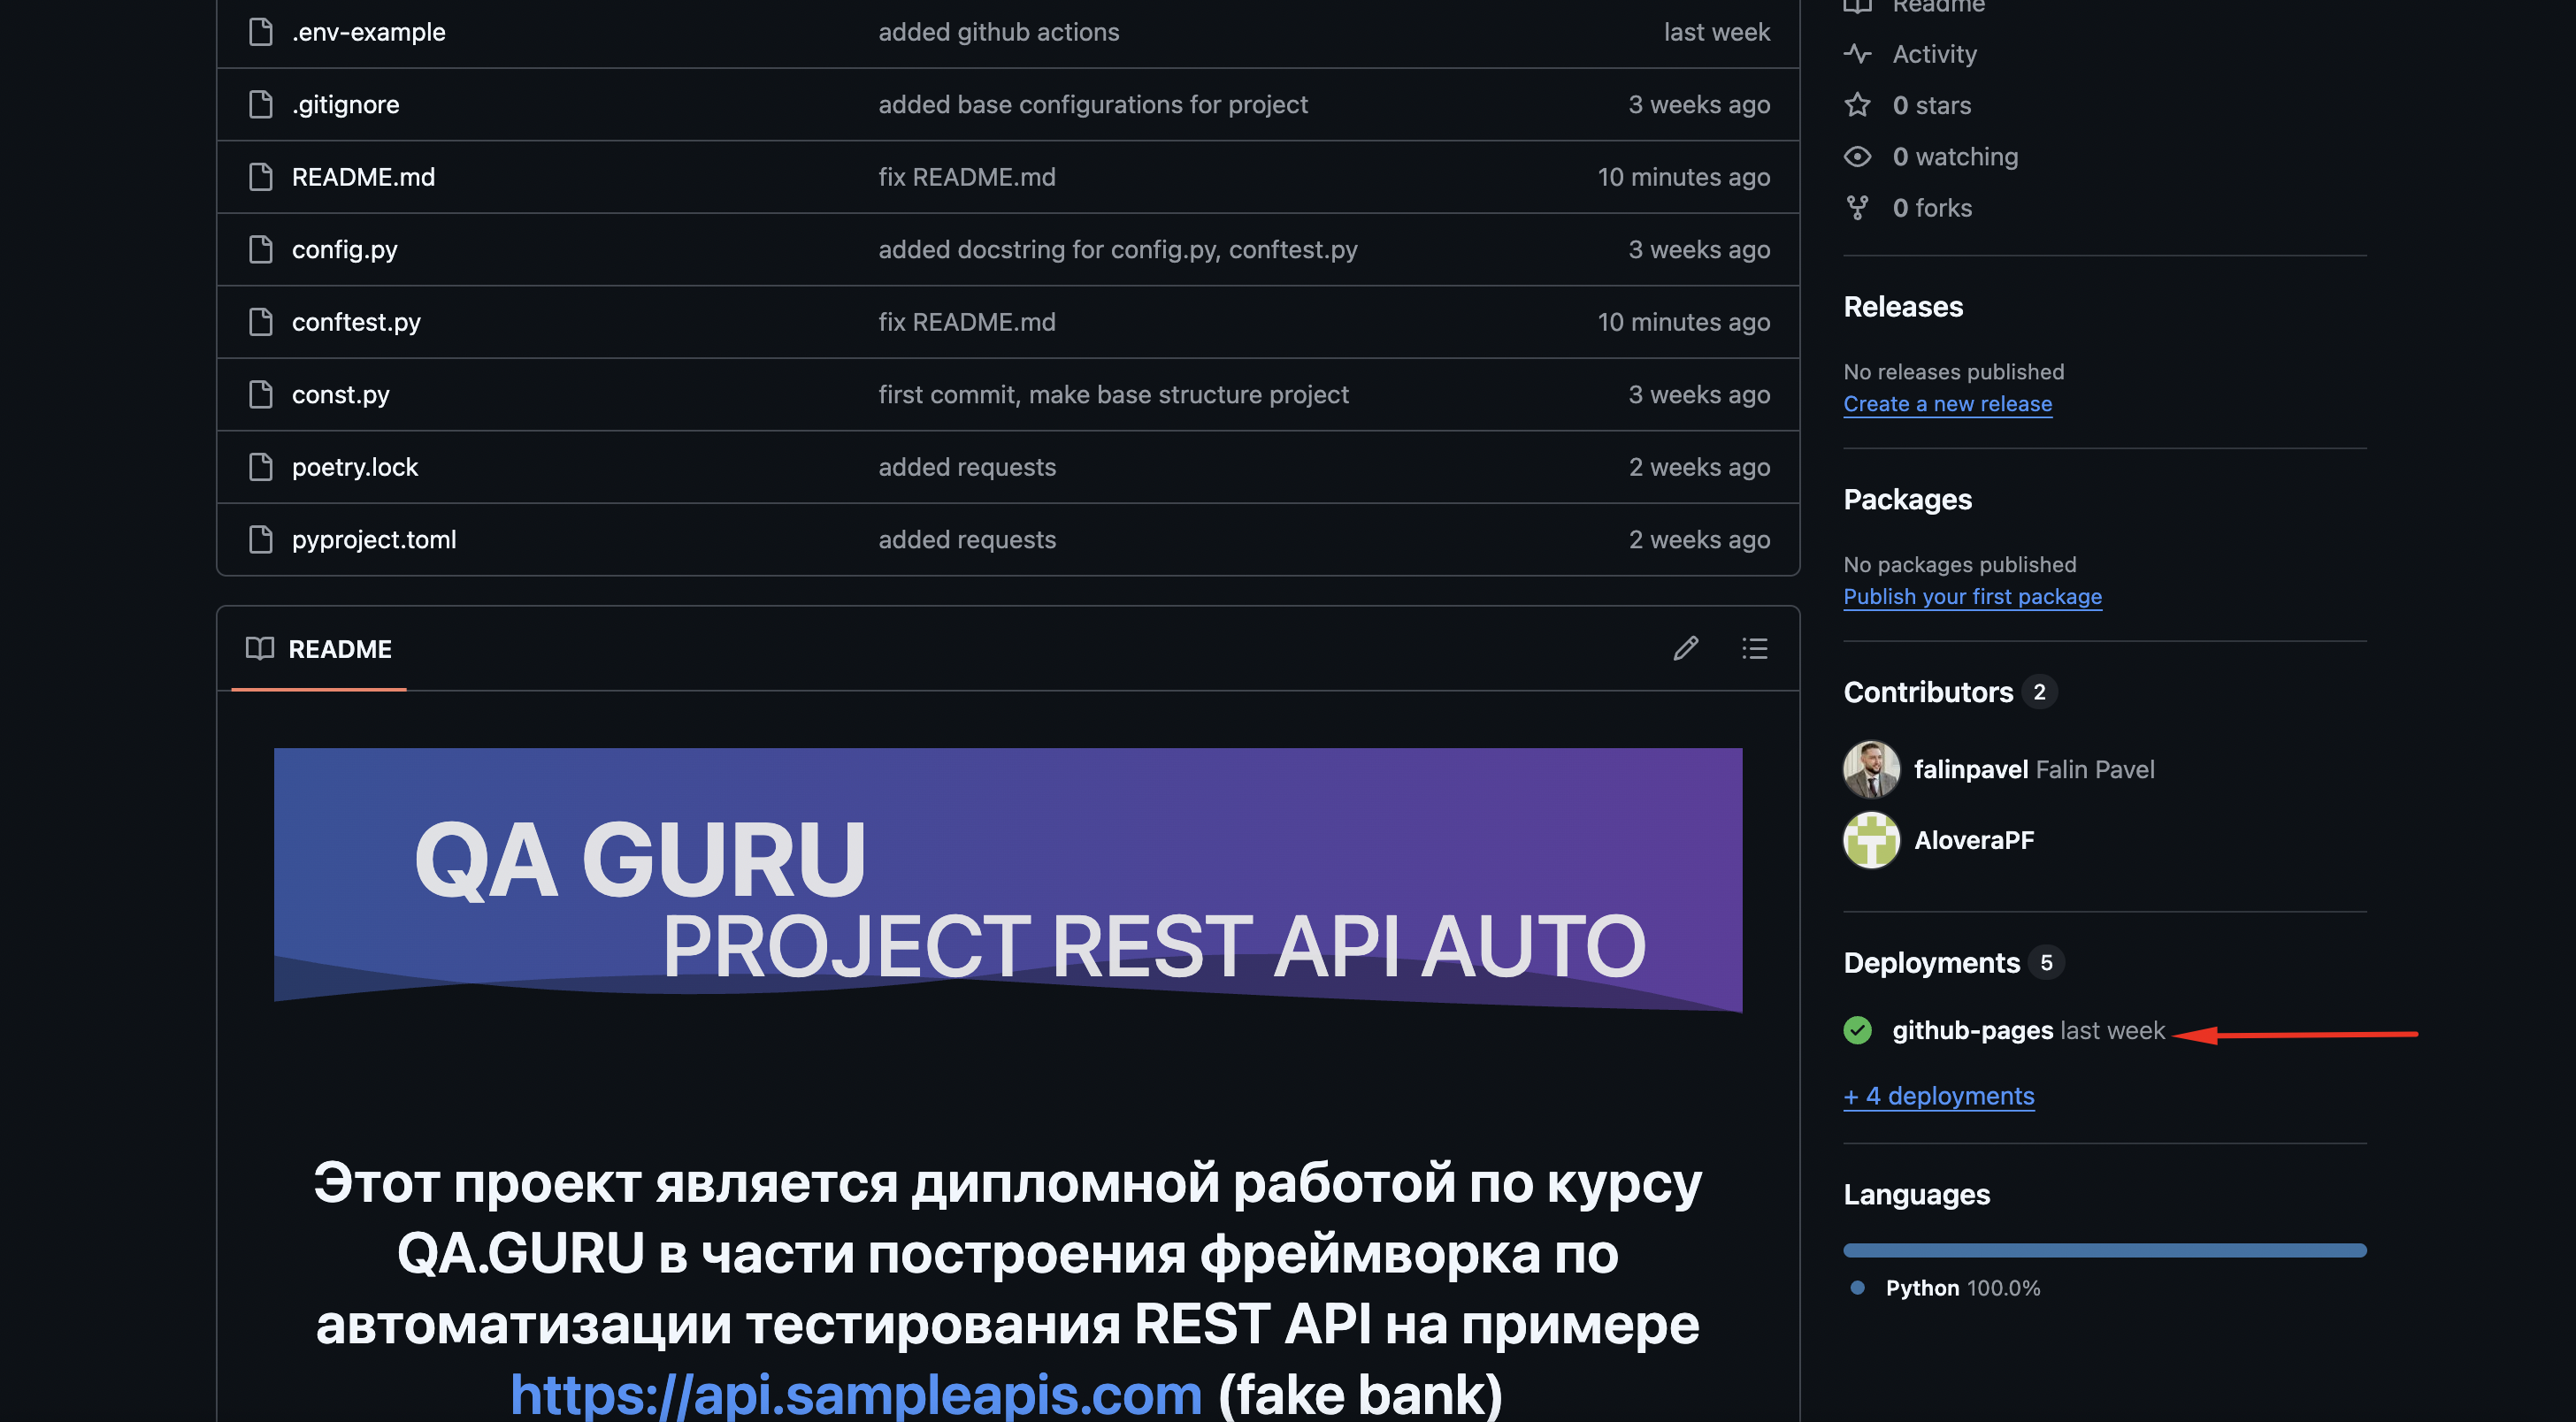 .env-example added github actions last week
.gitignore added base configurations for project 3 weeks ago
README.md fix README.md 10 minutes ago
config.py added docstring for config.py, conftest.py 3 weeks ago
conftest.py fix README.md 10 minutes ago
const.py first commit, make base structure project 3 weeks ago
poetry.lock added requests 2 weeks ago
pyproject.toml added requests 2 weeks ago
README
QA GURU
PROJECT REST API AUTO
Этот проект является дипломной работой по курсу
QA.GURU в части построения фреймворка по
автоматизации тестирования REST API на примере
https://api.sampleapis.com (fake bank)
Readme
Activity
0 stars
0 watching
0 forks
Releases
No releases published
Create a new release
Packages
No packages published
Publish your first package
Contributors 2
falinpavel Falin Pavel
AloveraPF
Deployments 5
github-pages last week
+ 4 deployments
Languages
Python 100.0%